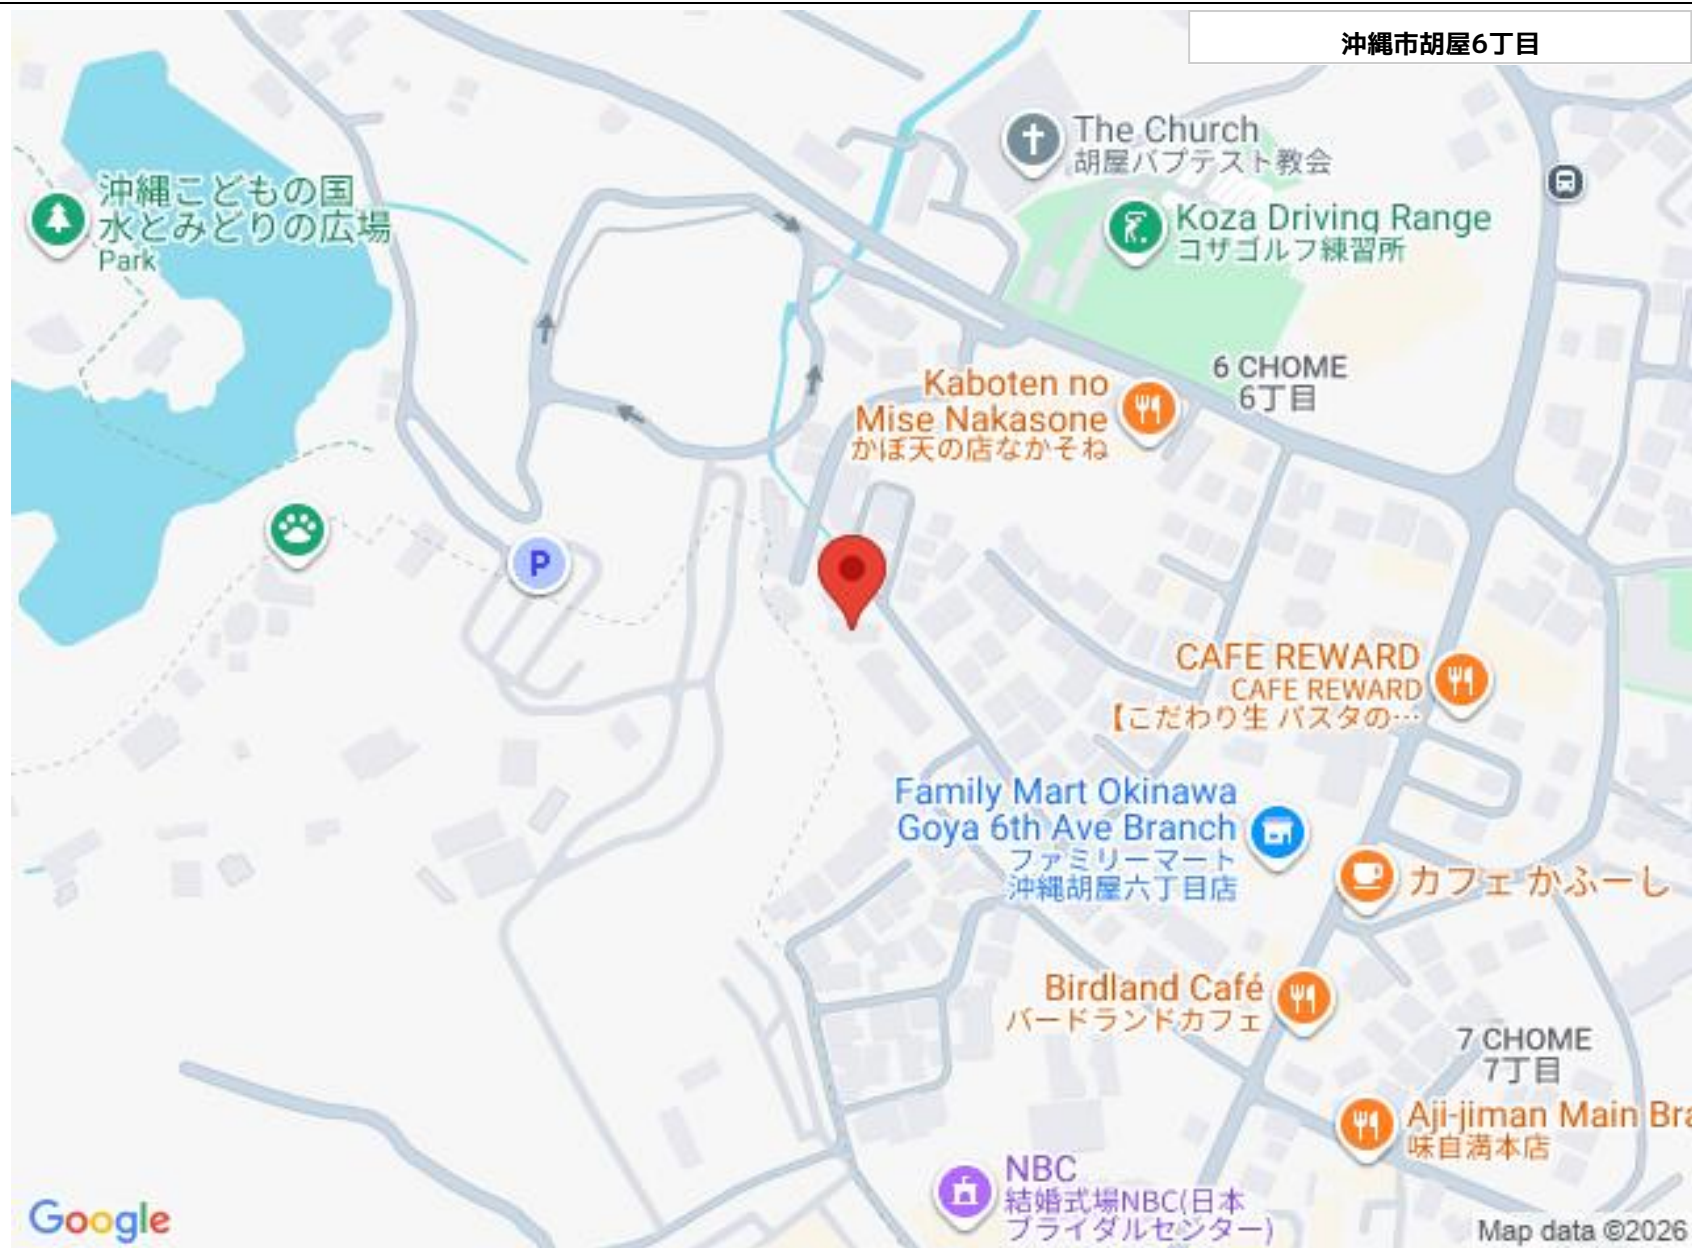 沖縄市胡屋6丁目
The Church
胡屋バプテスト教会
沖縄こどもの国
水とみどりの広場
Park
Koza Driving Range
コザゴルフ練習所
6 CHOME
6丁目
Kaboten no
Mise Nakasone
かぼ天の店なかそね
P
CAFE REWARD
CAFE REWARD
【こだわり生 パスタの…
Family Mart Okinawa
Goya 6th Ave Branch
ファミリーマート
沖縄胡屋六丁目店
カフェ かふーし
Birdland Café
バードランドカフェ
7 CHOME
7丁目
Aji-jiman Main Bra
味自満本店
NBC
結婚式場NBC(日本
ブライダルセンター)
Google
Map data ©2026